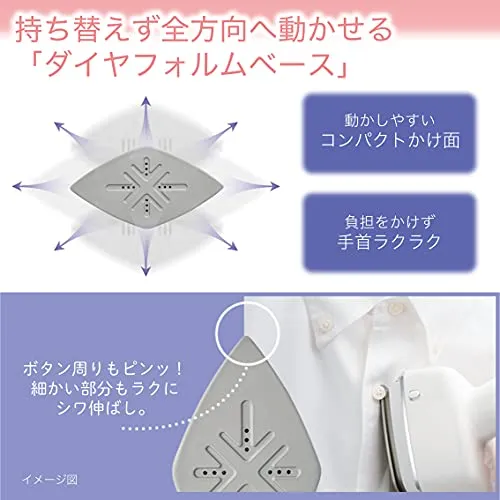 持ち替えず全方向へ動かせる
「ダイヤフォルムベース」
動かしやすい
コンパクトかけ面
負担をかけず
手首ラクラク
ボタン周りもピンッ！
細かい部分もラクに
シワ伸ばし。
イメージ図